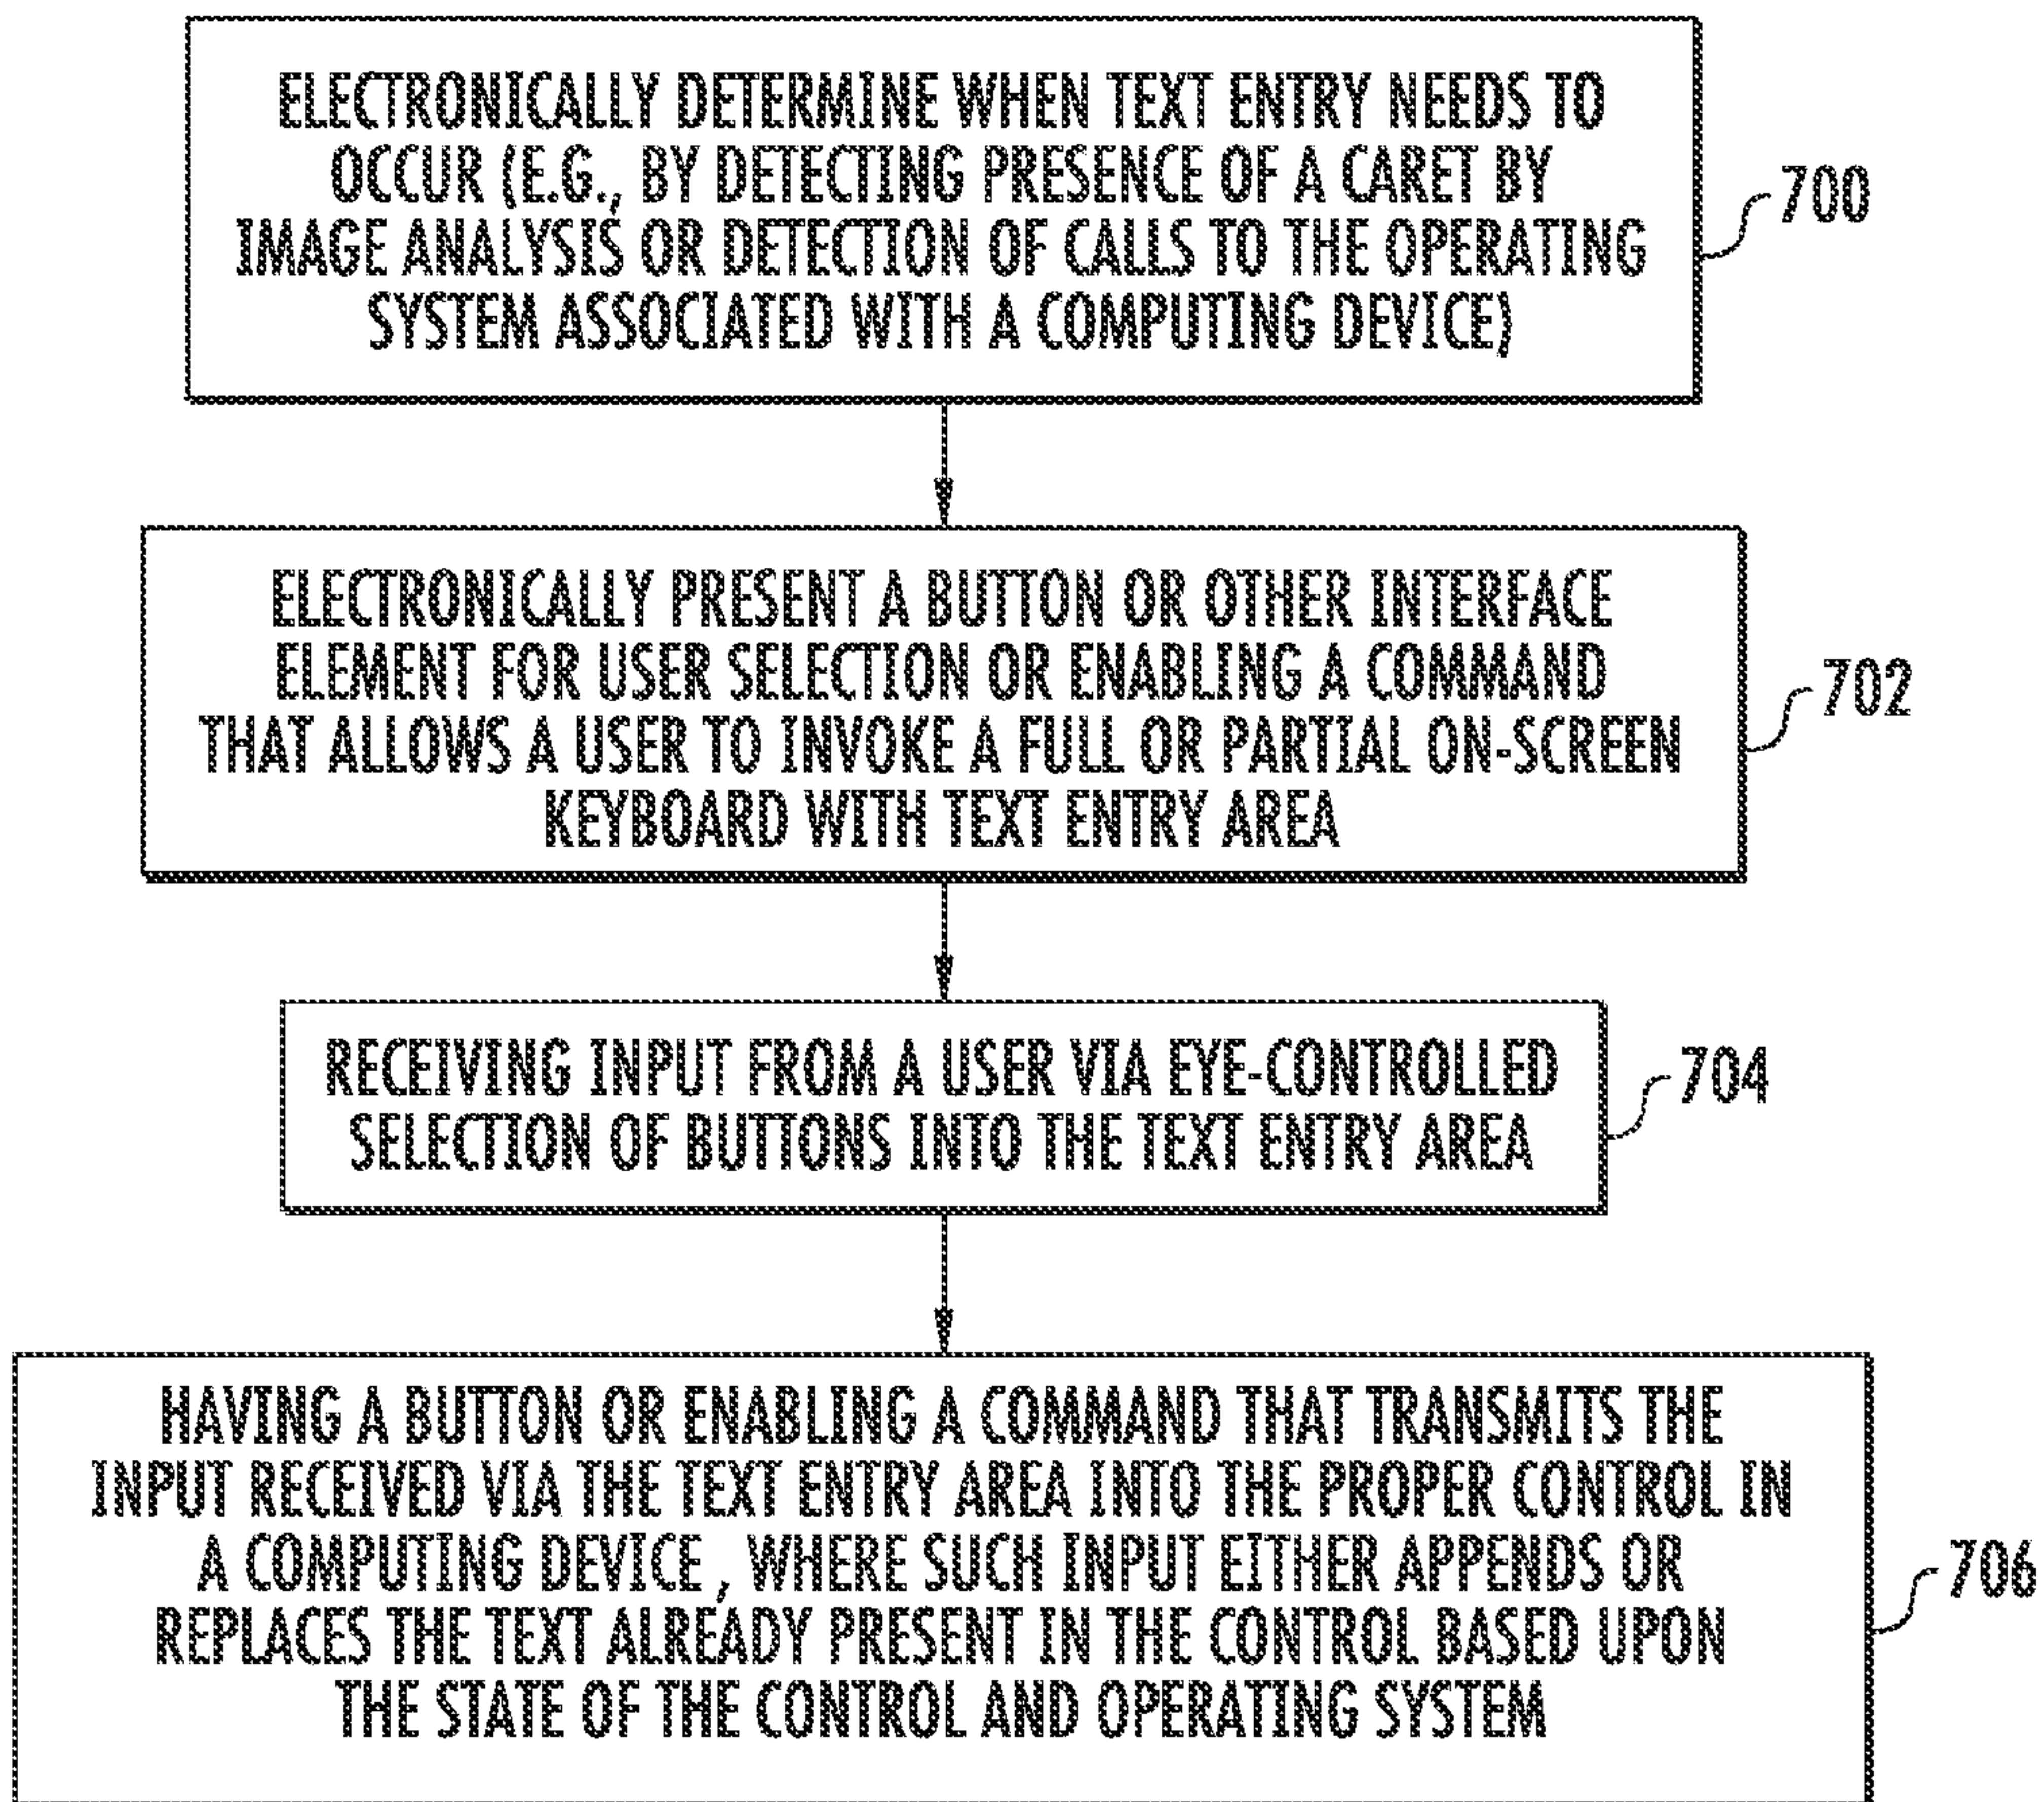 ELECTRONICALLY DETERMINE WHEN TEXT ENTRY NEEDS TO
OCCUR (E.G., BY DETECTING PRESENCE OF A CARET BY
IMAGE ANALYSIS OR DETECTION OF CALLS TO THE OPERATING
SYSTEM ASSOCIATED WITH A COMPUTING DEVICE)
700
ELECTRONICALLY PRESENT A BUTTON OR OTHER INTERFACE
ELEMENT FOR USER SELECTION OR ENABLING A COMMAND
THAT ALLOWS A USER TO INVOKE A FULL OR PARTIAL ON-SCREEN
KEYBOARD WITH TEXT ENTRY AREA
702
RECEIVING INPUT FROM A USER VIA EYE-CONTROLLED
SELECTION OF BUTTONS INTO THE TEXT ENTRY AREA
704
HAVING A BUTTON OR ENABLING A COMMAND THAT TRANSMITS THE
INPUT RECEIVED VIA THE TEXT ENTRY AREA INTO THE PROPER CONTROL IN
A COMPUTING DEVICE, WHERE SUCH INPUT EITHER APPENDS OR
REPLACES THE TEXT ALREADY PRESENT IN THE CONTROL BASED UPON
THE STATE OF THE CONTROL AND OPERATING SYSTEM
706